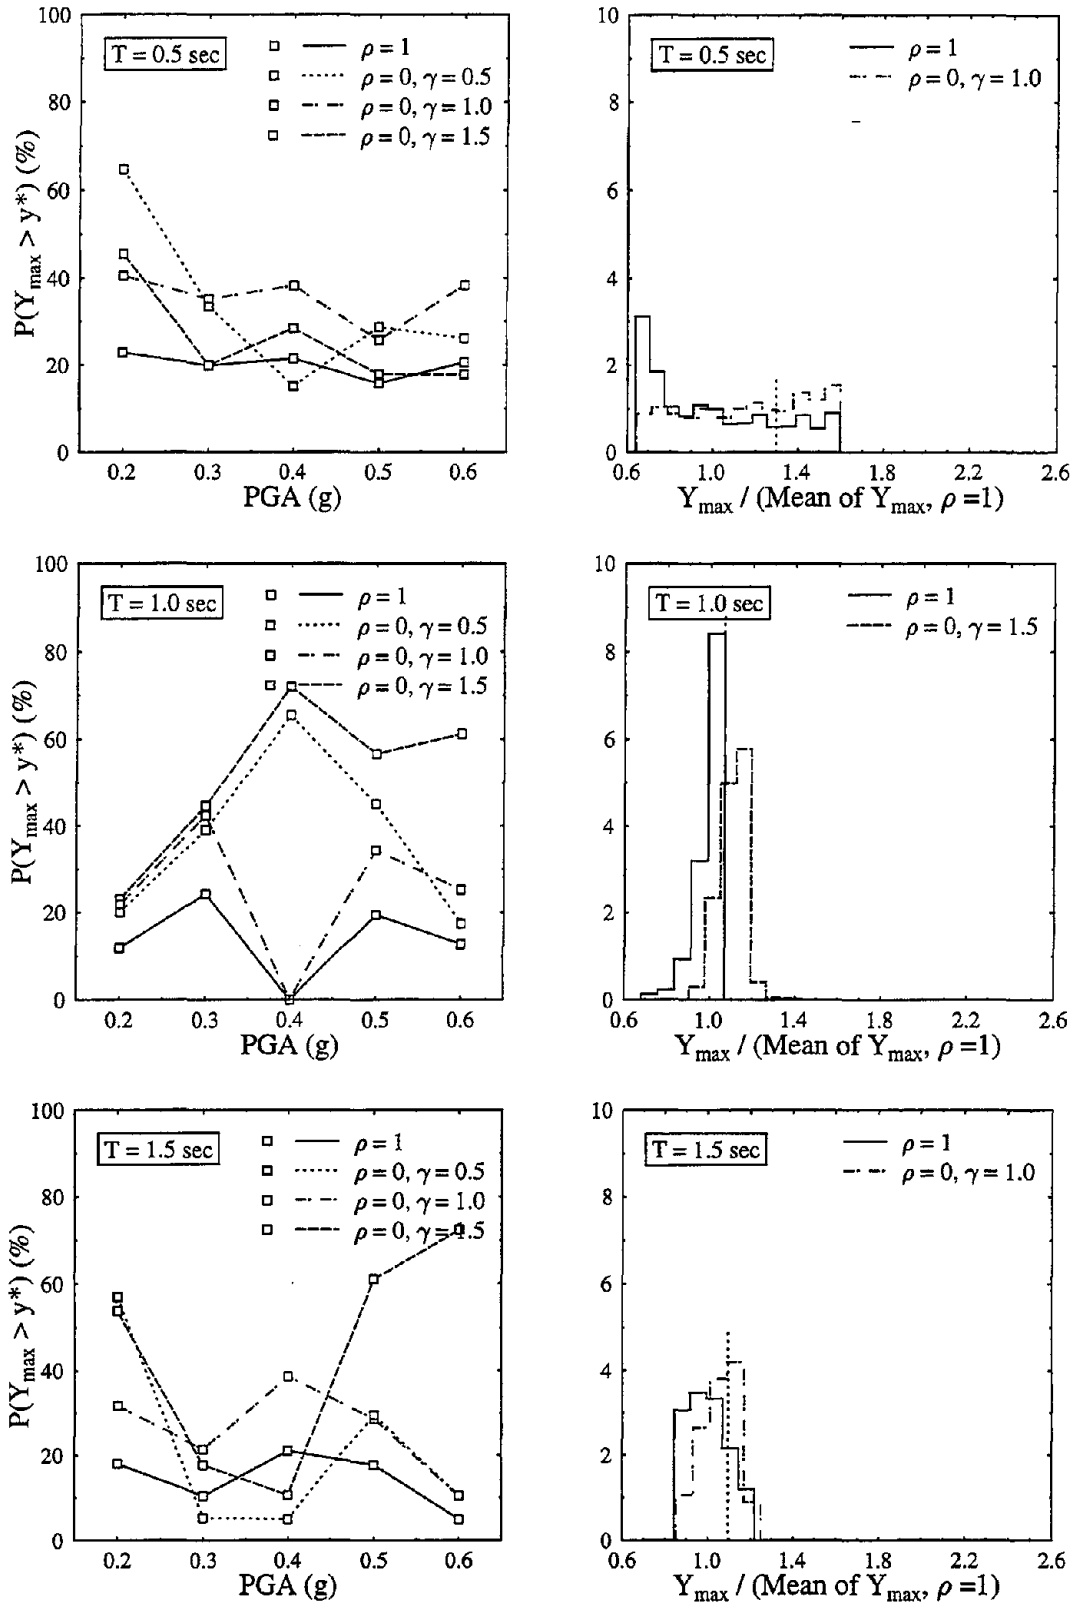 100
80
60
40
20
0
P(Y_max > y*) (%)
T = 0.5 sec
ρ = 1
ρ = 0, γ = 0.5
ρ = 0, γ = 1.0
ρ = 0, γ = 1.5
0.2 0.3 0.4 0.5 0.6
PGA (g)
10
8
6
4
2
0
T = 0.5 sec
ρ = 1
ρ = 0, γ = 1.0
0.6 1.0 1.4 1.8 2.2 2.6
Y_max / (Mean of Y_max, ρ =1)
100
80
60
40
20
0
P(Y_max > y*) (%)
T = 1.0 sec
ρ = 1
ρ = 0, γ = 0.5
ρ = 0, γ = 1.0
ρ = 0, γ = 1.5
0.2 0.3 0.4 0.5 0.6
PGA (g)
10
8
6
4
2
0
T = 1.0 sec
ρ = 1
ρ = 0, γ = 1.5
0.6 1.0 1.4 1.8 2.2 2.6
Y_max / (Mean of Y_max, ρ =1)
100
80
60
40
20
0
P(Y_max > y*) (%)
T = 1.5 sec
ρ = 1
ρ = 0, γ = 0.5
ρ = 0, γ = 1.0
ρ = 0, γ = 1.5
0.2 0.3 0.4 0.5 0.6
PGA (g)
10
8
6
4
2
0
T = 1.5 sec
ρ = 1
ρ = 0, γ = 1.0
0.6 1.0 1.4 1.8 2.2 2.6
Y_max / (Mean of Y_max, ρ =1)